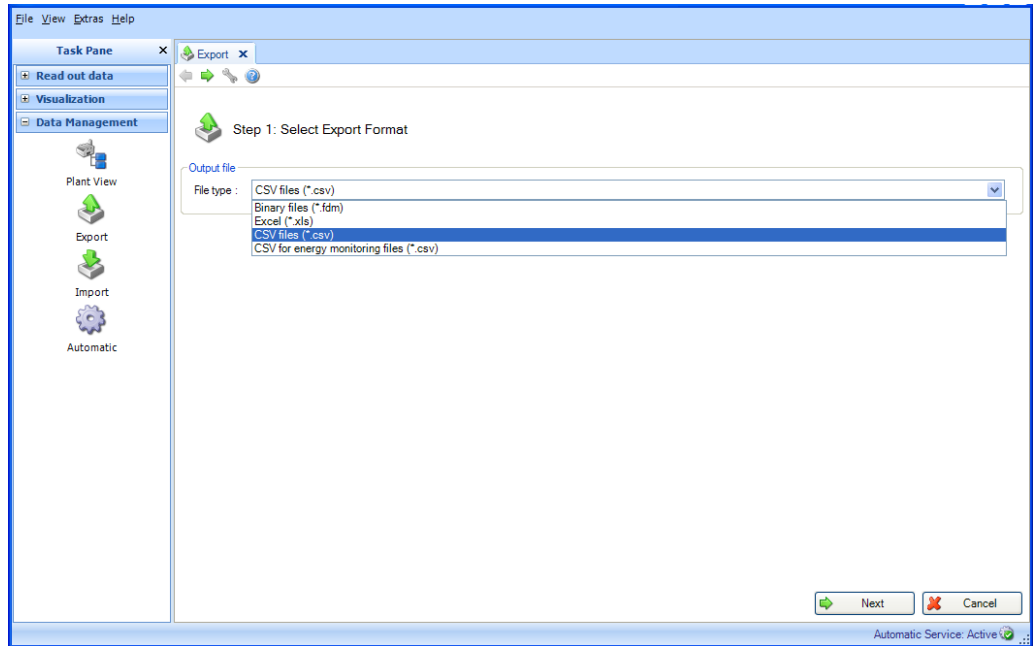 File View Extras Help
Task Pane
Export
Read out data
Visualization
Data Management
Step 1: Select Export Format
Plant View
Output file
File type : CSV files (*.csv)
Binary files (*.fdm)
Excel (*.xls)
CSV files (*.csv)
CSV for energy monitoring files (*.csv)
Export
Import
Automatic
Next
Cancel
Automatic Service: Active